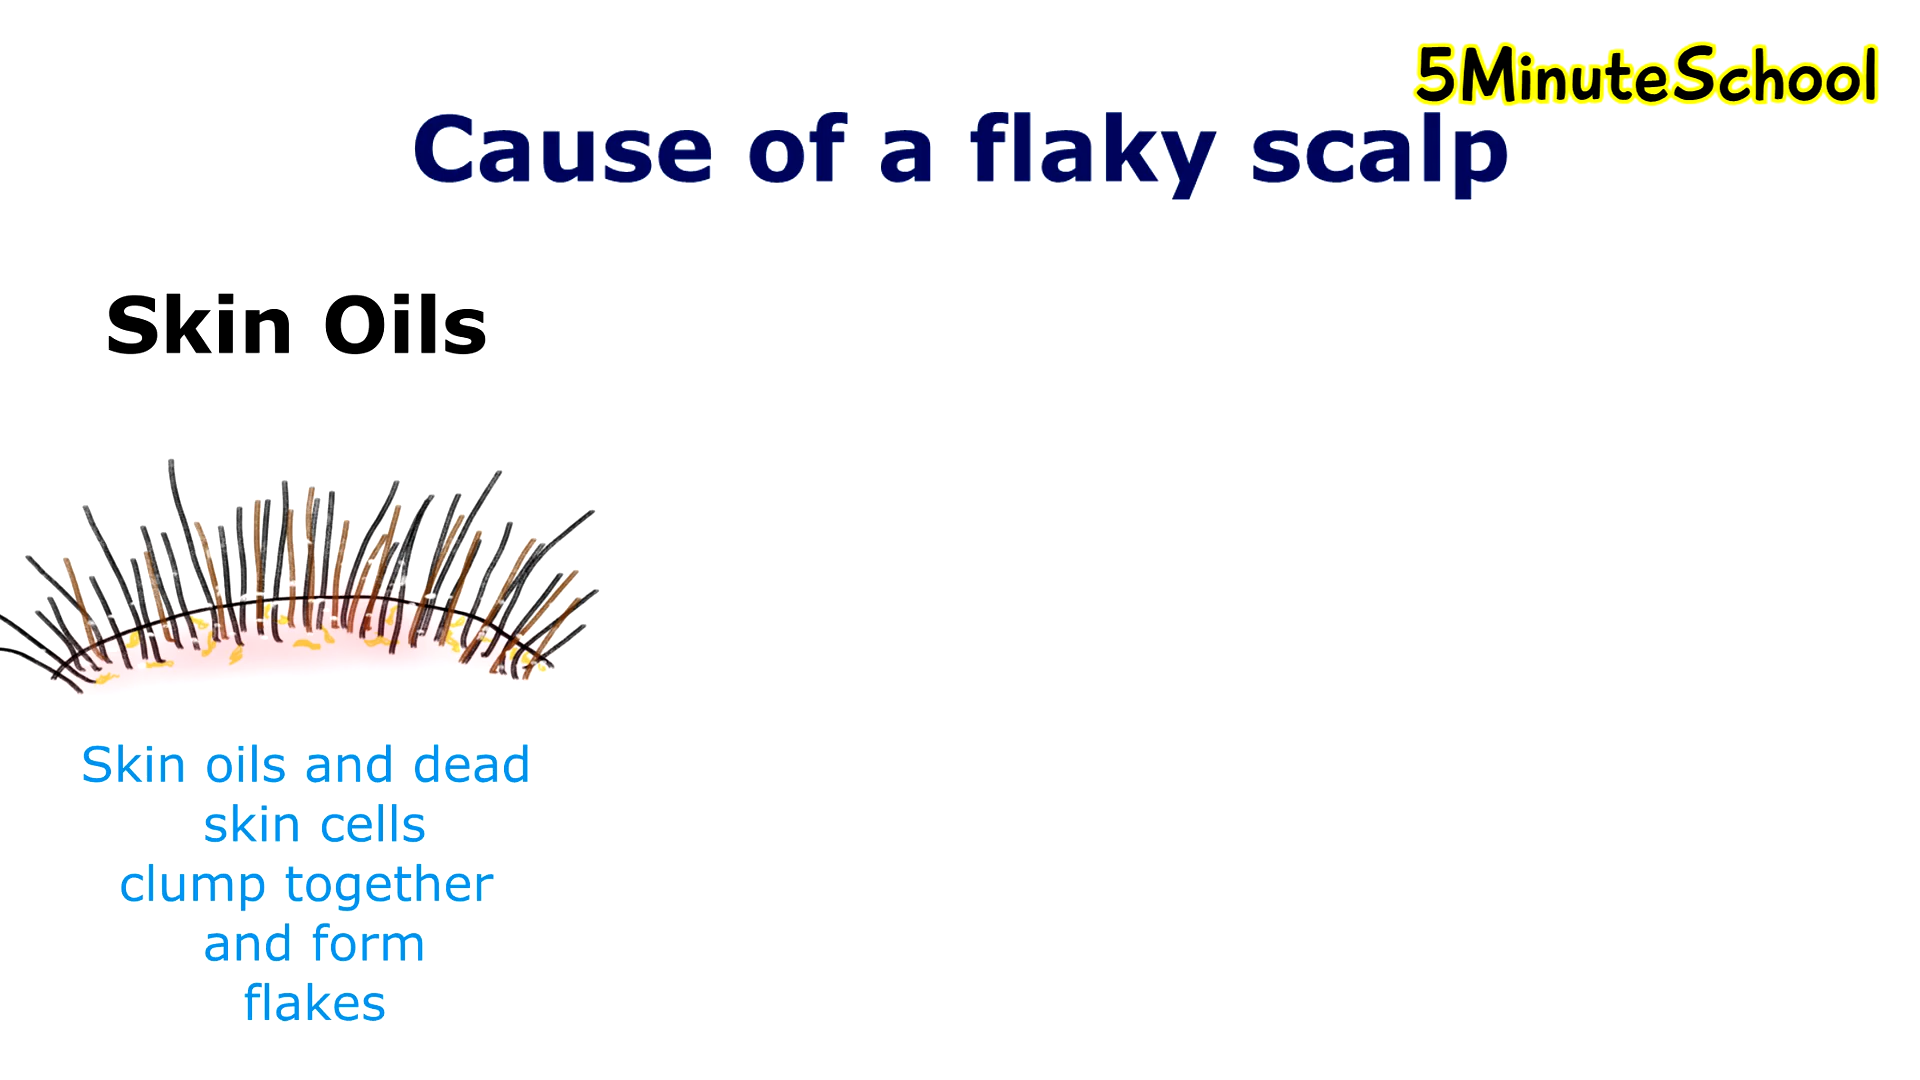 5MinuteSchool
Cause of a flaky scalp
Skin Oils
Skin oils and dead
skin cells
clump together
and form
flakes